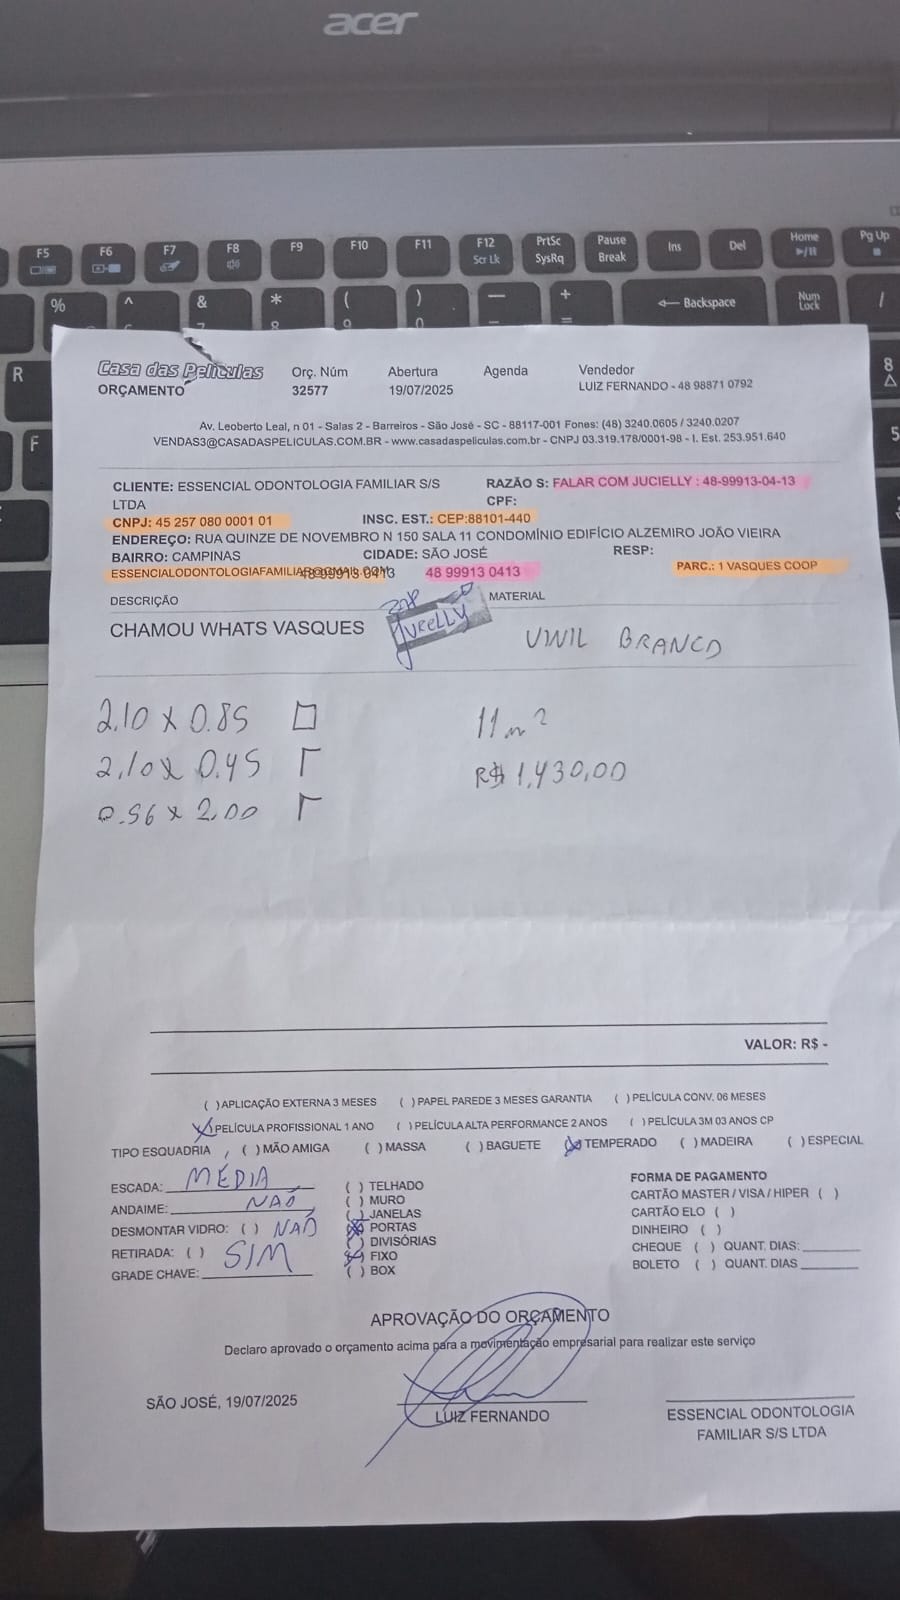 acer
F5 F6 F7 F8 F9 F10 F11 F12 PrtSc Pause Ins Del Home Pg Up
Scr Lk SysRq Break
% ^ & * ( ) — + ← Backspace Num Lock /
R
F
8
5
Casa das Películas Orç. Núm Abertura Agenda Vendedor
ORÇAMENTO 32577 19/07/2025 LUIZ FERNANDO - 48 98871 0792
Av. Leoberto Leal, n 01 - Salas 2 - Barreiros - São José - SC - 88117-001 Fones: (48) 3240.0605 / 3240.0207
VENDAS3@CASADASPELICULAS.COM.BR - www.casadaspeliculas.com.br - CNPJ 03.319.178/0001-98 - I. Est. 253.951.640
CLIENTE: ESSENCIAL ODONTOLOGIA FAMILIAR S/S RAZÃO S: FALAR COM JUCIELLY : 48-99913-04-13
LTDA CPF:
CNPJ: 45 257 080 0001 01 INSC. EST.: CEP:88101-440
ENDEREÇO: RUA QUINZE DE NOVEMBRO N 150 SALA 11 CONDOMÍNIO EDIFÍCIO ALZEMIRO JOÃO VIEIRA
BAIRRO: CAMPINAS CIDADE: SÃO JOSÉ RESP:
48 99913 0413 PARC.: 1 VASQUES COOP
DESCRIÇÃO MATERIAL
CHAMOU WHATS VASQUES VINIL BRANCO
2,10 x 0.85 11 m²
2,10 x 0.45 R$ 1,430,00
0.96 x 2,00
VALOR: R$ -
( ) APLICAÇÃO EXTERNA 3 MESES ( ) PAPEL PAREDE 3 MESES GARANTIA ( ) PELÍCULA CONV. 06 MESES
(X) PELÍCULA PROFISSIONAL 1 ANO ( ) PELÍCULA ALTA PERFORMANCE 2 ANOS ( ) PELÍCULA 3M 03 ANOS CP
TIPO ESQUADRIA ( ) MÃO AMIGA ( ) MASSA ( ) BAGUETE (X) TEMPERADO ( ) MADEIRA ( ) ESPECIAL
ESCADA: MÉDIA
ANDAIME: NAÕ
DESMONTAR VIDRO: ( ) NAÕ
RETIRADA: ( ) SIM
GRADE CHAVE:
( ) TELHADO
( ) MURO
( ) JANELAS
(X) PORTAS
( ) DIVISÓRIAS
(X) FIXO
( ) BOX
FORMA DE PAGAMENTO
CARTÃO MASTER / VISA / HIPER ( )
CARTÃO ELO ( )
DINHEIRO ( )
CHEQUE ( ) QUANT. DIAS:
BOLETO ( ) QUANT. DIAS
APROVAÇÃO DO ORÇAMENTO
Declaro aprovado o orçamento acima para a movimentação empresarial para realizar este serviço
SÃO JOSÉ, 19/07/2025
LUIZ FERNANDO
ESSENCIAL ODONTOLOGIA
FAMILIAR S/S LTDA